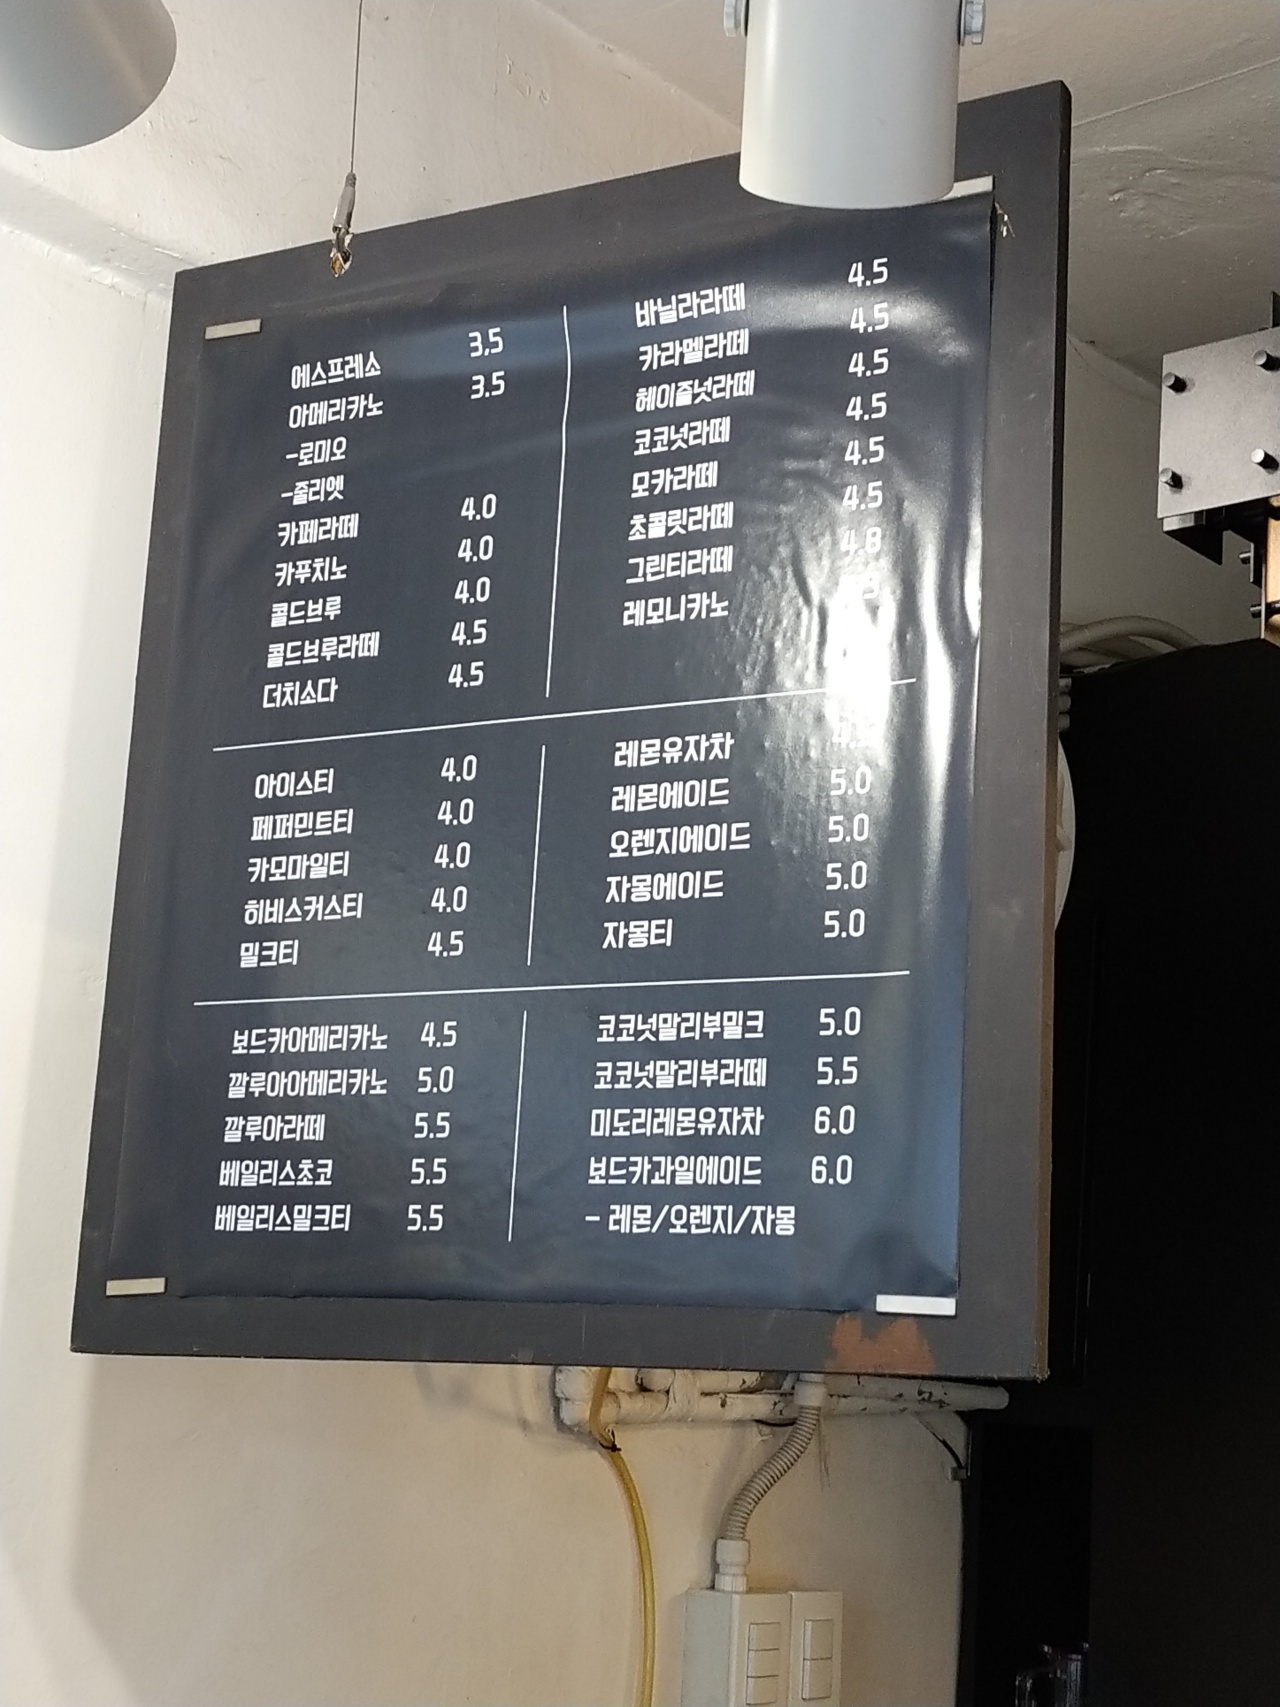 에스프레소 3,5
아메리카노 3.5
-로미오
-줄리엣
카페라떼 4.0
카푸치노 4.0
콜드브루 4.0
콜드브루라떼 4.5
더치소다 4.5
바닐라라떼 4.5
카라멜라떼 4.5
헤이즐넛라떼 4.5
코코넛라떼 4.5
모카라떼 4.5
초콜릿라떼 4.5
그린티라떼 4.8
레모니카노
아이스티 4.0
페퍼민트티 4.0
카모마일티 4.0
히비스커스티 4.0
밀크티 4.5
레몬유자차
레몬에이드 5.0
오렌지에이드 5.0
자몽에이드 5.0
자몽티 5.0
보드카아메리카노 4.5
깔루아아메리카노 5.0
깔루아라떼 5.5
베일리스초코 5.5
베일리스밀크티 5.5
코코넛말리부밀크 5.0
코코넛말리부라떼 5.5
미도리레몬유자차 6.0
보드카과일에이드 6.0
- 레몬/오렌지/자몽